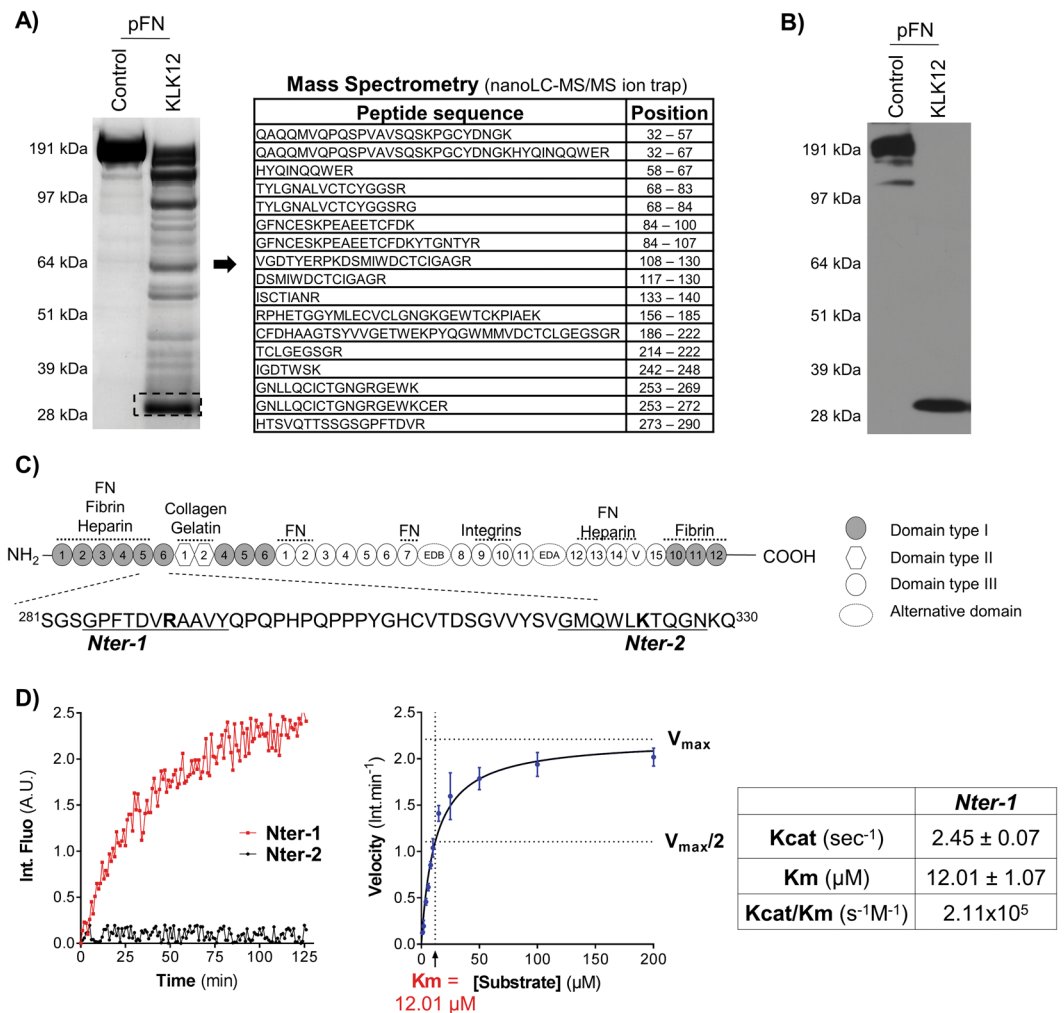 A)
pFN
Control
KLK12
191 kDa
97 kDa
64 kDa
51 kDa
39 kDa
28 kDa
Mass Spectrometry (nanoLC-MS/MS ion trap)
Peptide sequence Position
QAQQMVQPQSPVAVSQSKPGCYDNGK 32 – 57
QAQQMVQPQSPVAVSQSKPGCYDNGKHYQINQQWER 32 – 67
HYQINQQWER 58 – 67
TYLGNALVCTCYGGSR 68 – 83
TYLGNALVCTCYGGSRG 68 – 84
GFNCESKPEAEETCFDK 84 – 100
GFNCESKPEAEETCFDKYTGNTYR 84 – 107
VGDTYERPKDSMIWDCTCIGAGR 108 – 130
DSMIWDCTCIGAGR 117 – 130
ISCTIANR 133 – 140
RPHETGGYMLECVCLGNGKGEWTCKPIAEK 156 – 185
CFDHAAGTSYVVGETWEKPYQGWMMVDCTCLGEGSGR 186 – 222
TCLGEGSGR 214 – 222
IGDTWSK 242 – 248
GNLLQCICTGNGRGEWK 253 – 269
GNLLQCICTGNGRGEWKCER 253 – 272
HTSVQTTSSGSGPFTDVR 273 – 290
B)
pFN
Control
KLK12
191 kDa
97 kDa
64 kDa
51 kDa
39 kDa
28 kDa
C)
FN
Fibrin
Heparin
Collagen
Gelatin
FN
FN
Integrins
FN
Heparin
Fibrin
NH2 1 2 3 4 5 6 1 2 4 5 6 1 2 3 4 5 6 7 EDB 8 9 10 11 EDA 12 13 14 V 15 10 11 12 COOH
Domain type I
Domain type II
Domain type III
Alternative domain
281SGSGPFTDVRAAVYQPQPHPQPPPYGHCVTDSGVVYSVGMQWLKTQGNKQ330
Nter-1 Nter-2
D)
Int. Fluo (A.U.)
2.5
2.0
1.5
1.0
0.5
0.0
0 25 50 75 100 125
Time (min)
Nter-1
Nter-2
Velocity (Int.min-1)
2.5
2.0
1.5
1.0
0.5
0.0
0 50 100 150 200
Vmax
Vmax/2
Km = [Substrate] (µM)
12.01 µM
Nter-1
Kcat (sec-1) 2.45 ± 0.07
Km (µM) 12.01 ± 1.07
Kcat/Km (s-1M-1) 2.11x105